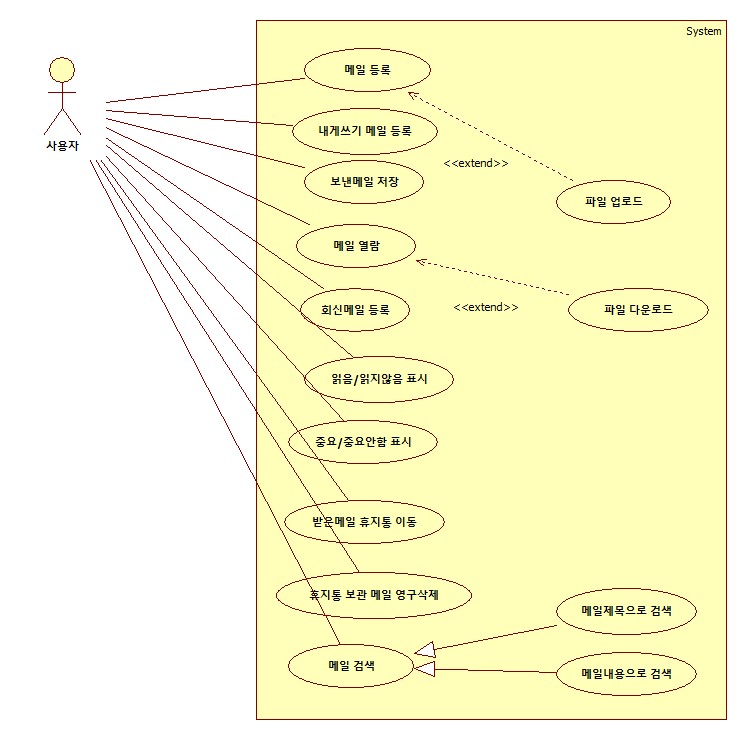 System
사용자
메일 등록
내게쓰기 메일 등록
<<extend>>
보낸메일 저장
파일 업로드
메일 열람
<<extend>>
회신메일 등록
파일 다운로드
읽음/읽지않음 표시
중요/중요안함 표시
받은메일 휴지통 이동
휴지통 보관 메일 영구삭제
메일제목으로 검색
메일 검색
메일내용으로 검색